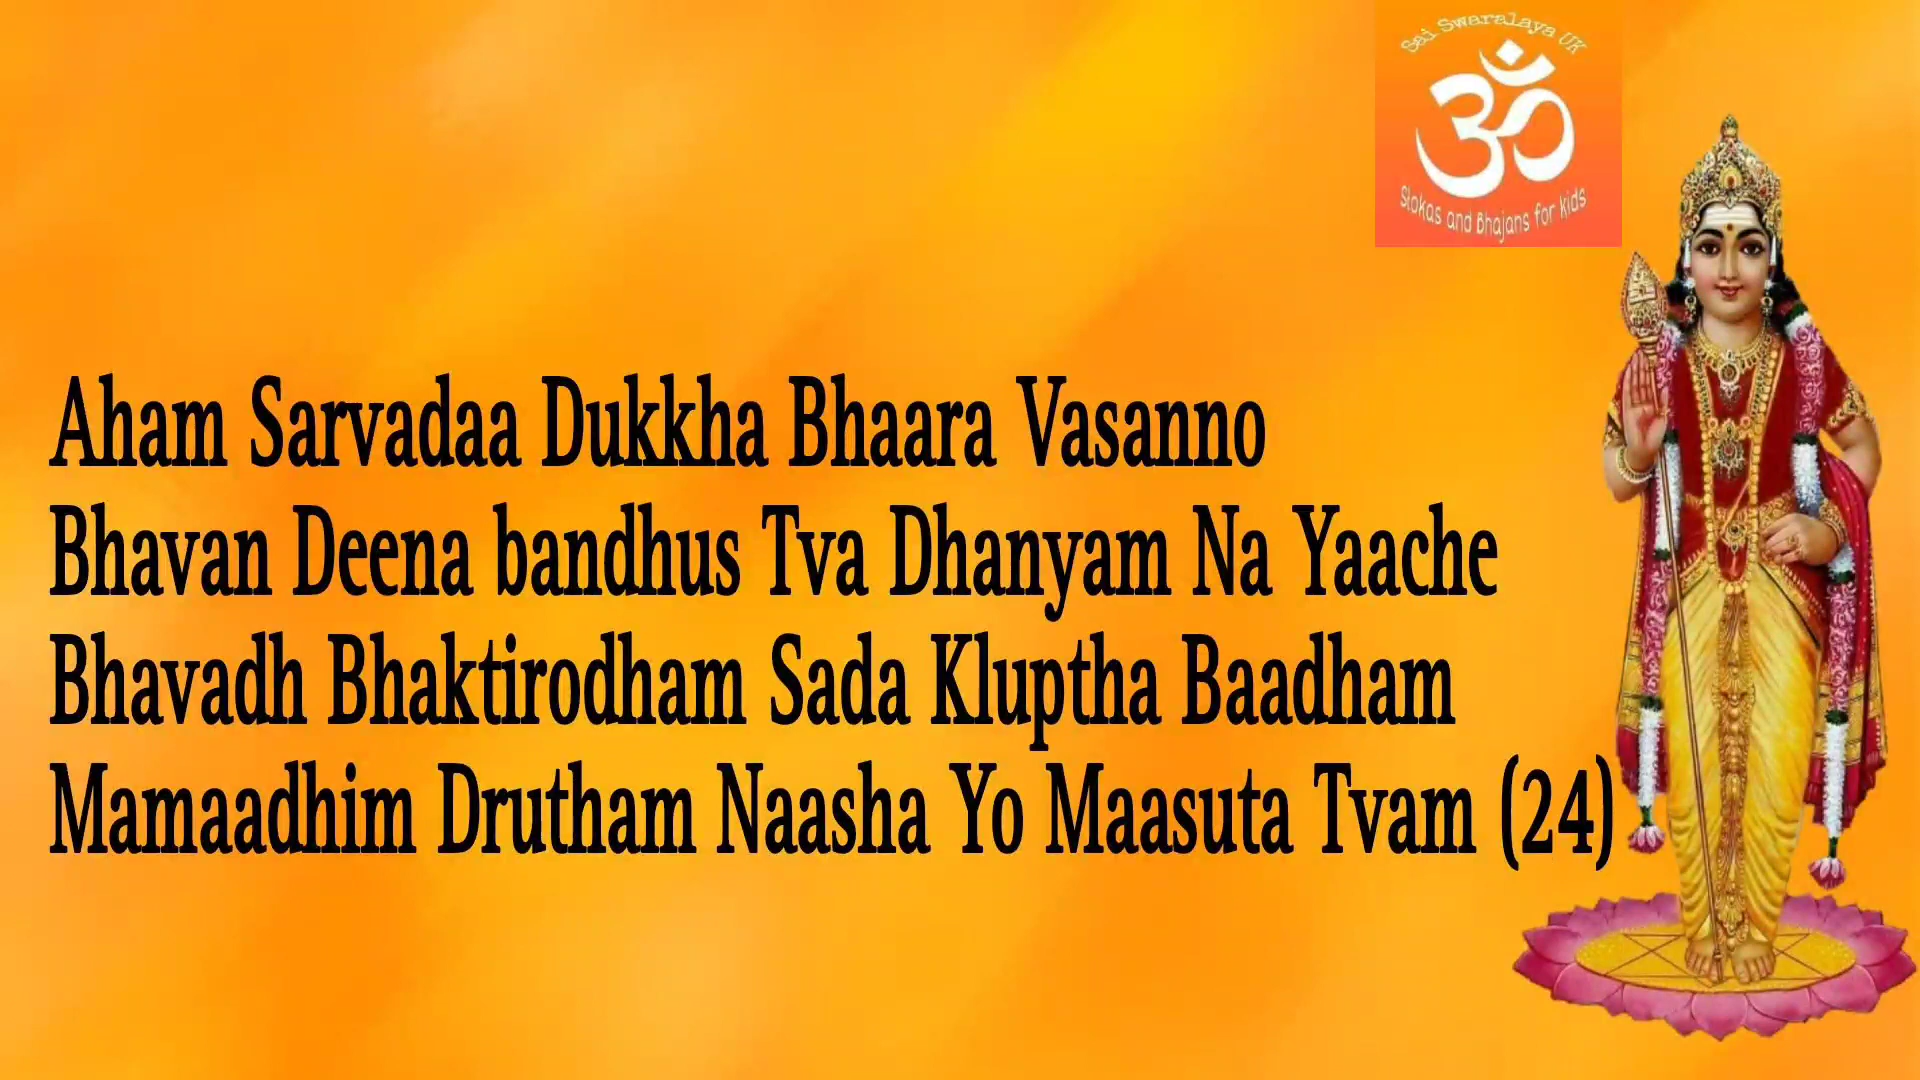 Sai Swaralaya UK
Slokas and Bhajans for kids
Aham Sarvadaa Dukkha Bhaara Vasanno
Bhavan Deena bandhus Tva Dhanyam Na Yaache
Bhavadh Bhaktirodham Sada Kluptha Baadham
Mamaadhim Drutham Naasha Yo Maasuta Tvam (24)